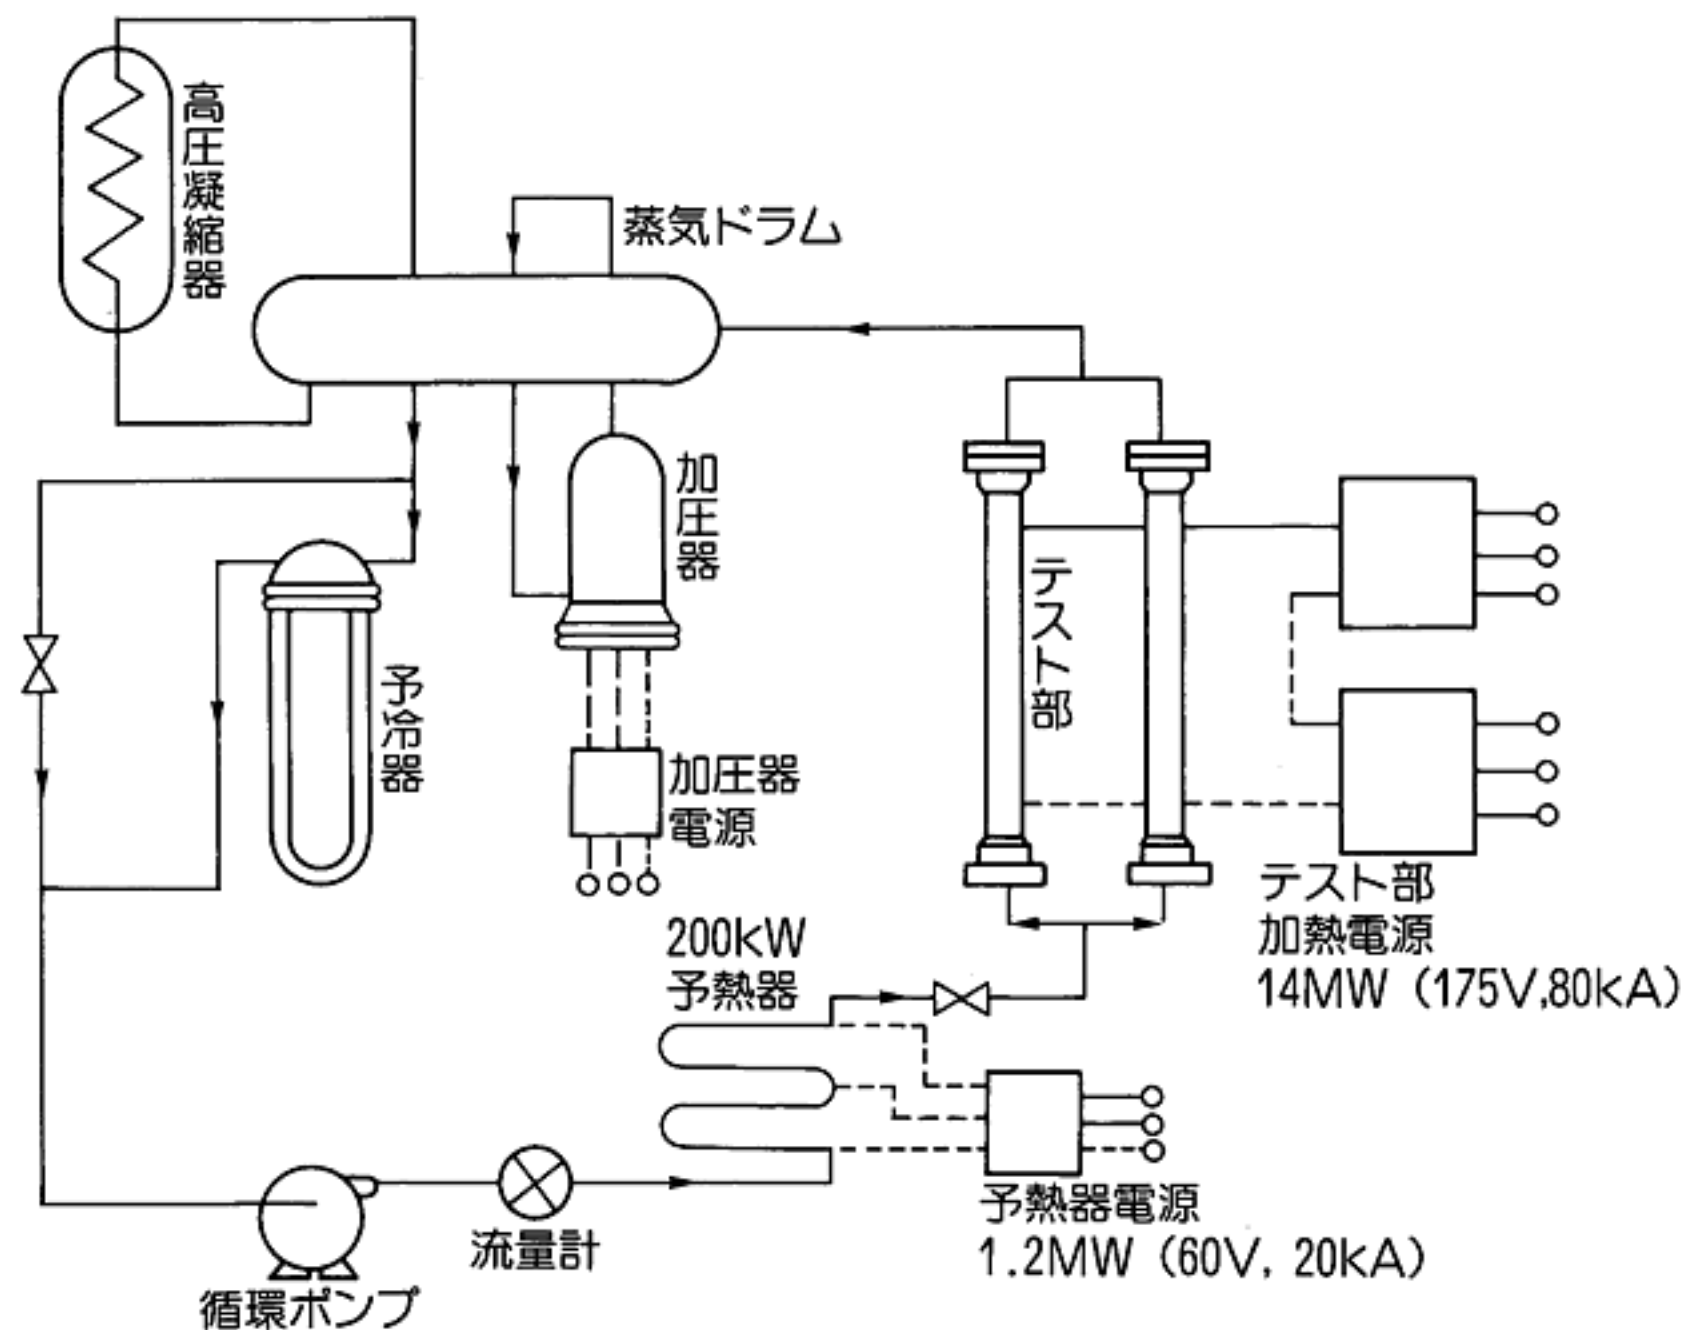 高圧凝縮器
蒸気ドラム
加圧器
テスト部
予冷器
加圧器
電源
テスト部
加熱電源
14MW (175V,80kA)
200kW
予熱器
予熱器電源
1.2MW (60V, 20kA)
流量計
循環ポンプ